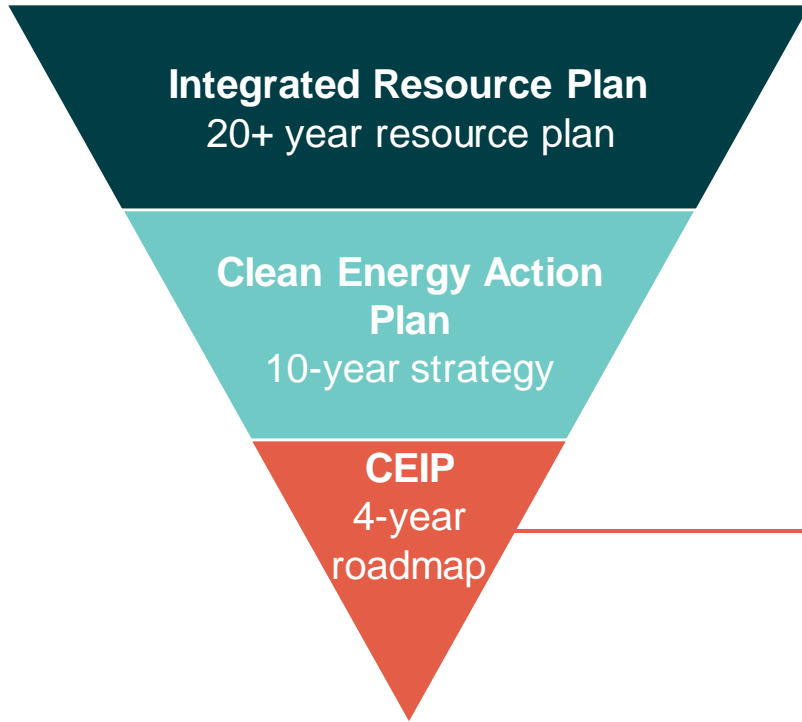 Integrated Resource Plan
20+ year resource plan
Clean Energy Action
Plan
10-year strategy
CEIP
4-year
roadmap